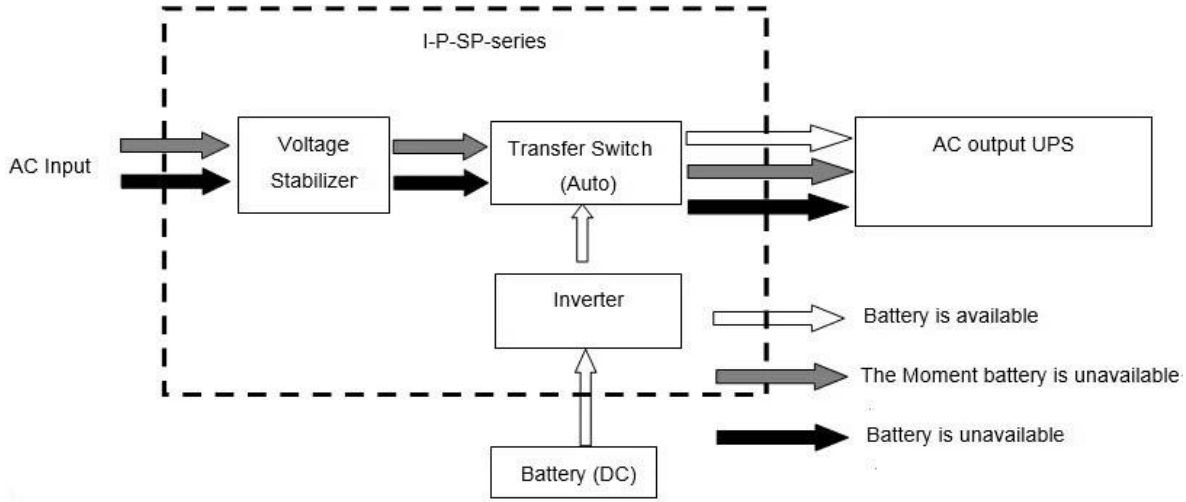 I-P-SP-series
AC Input
Voltage
Stabilizer
Transfer Switch
(Auto)
AC output UPS
Inverter
Battery (DC)
Battery is available
The Moment battery is unavailable
Battery is unavailable